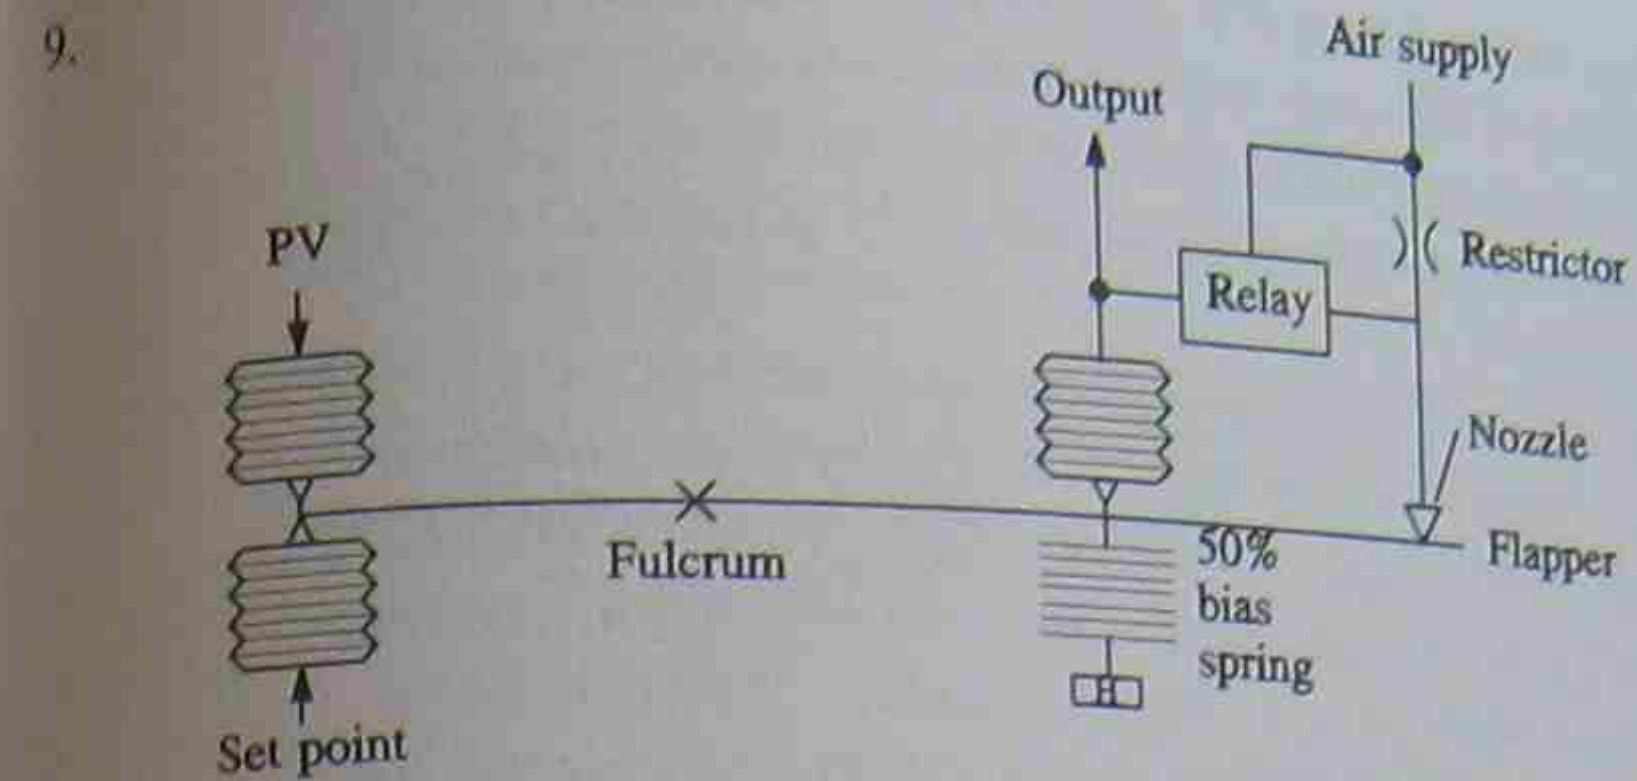 9.
Air supply
Output
PV
Restrictor
Relay
Nozzle
Fulcrum
50%
bias
spring
Flapper
Set point